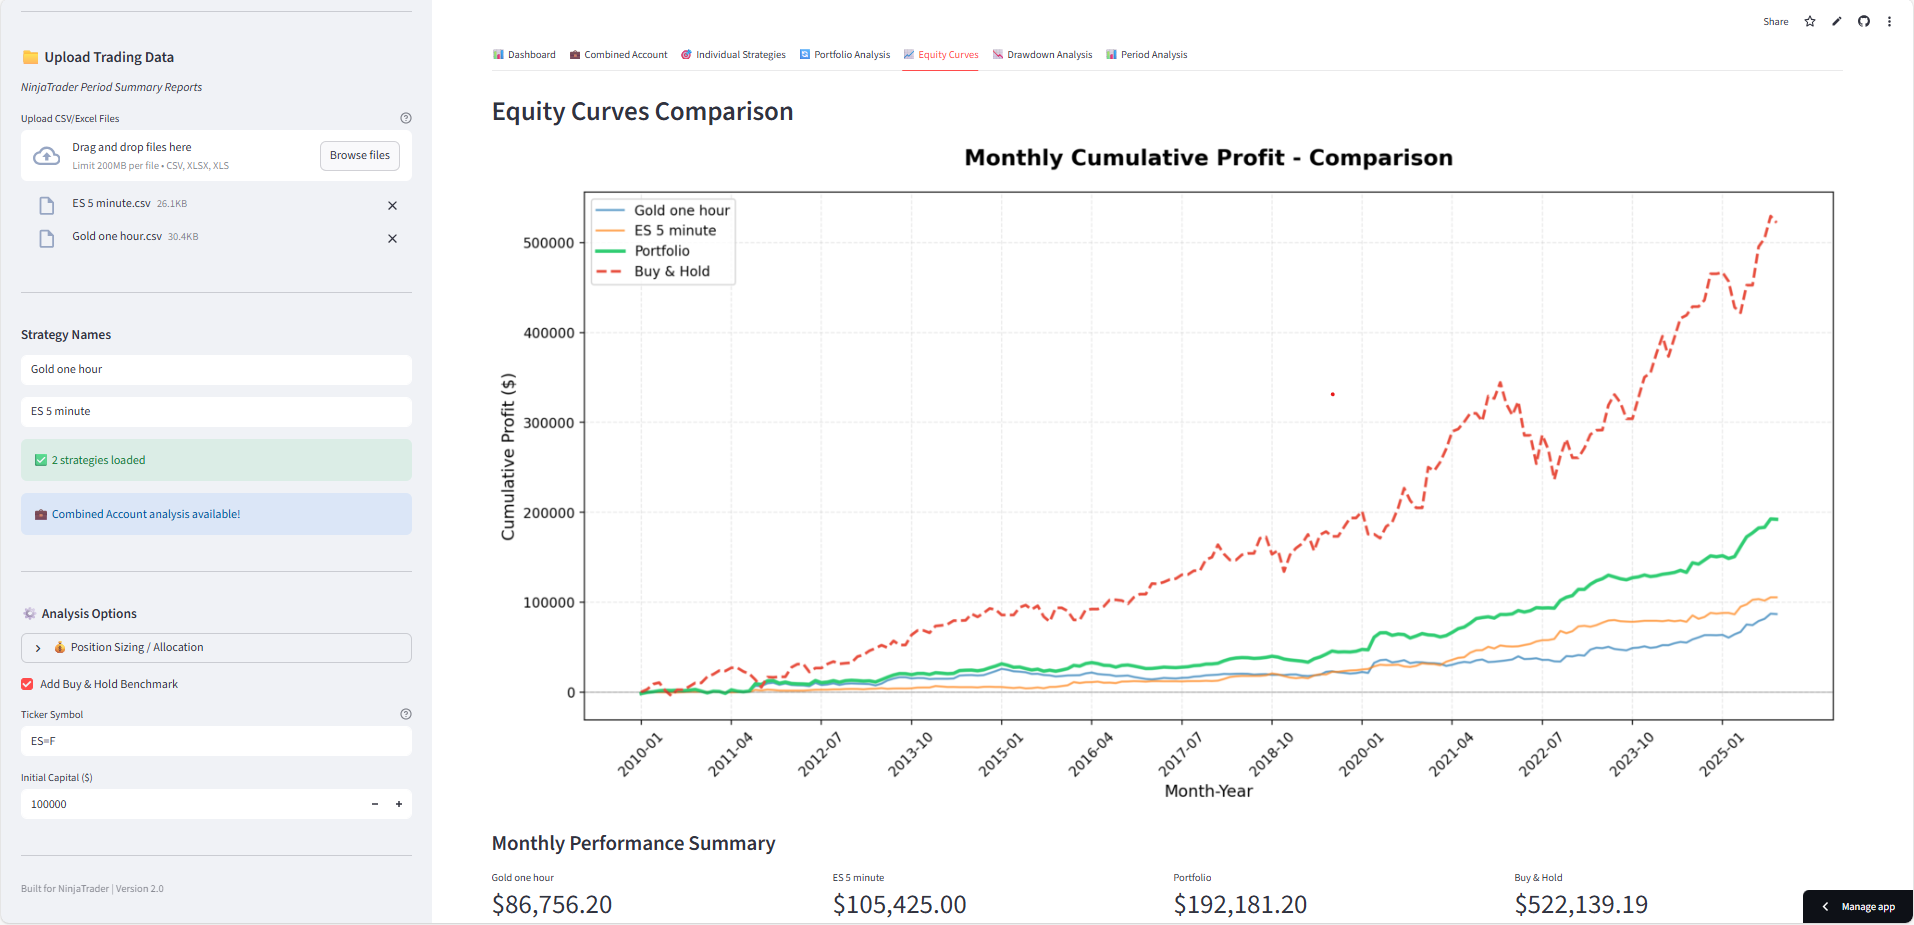 Upload Trading Data
NinjaTrader Period Summary Reports
Upload CSV/Excel Files
Drag and drop files here
Limit 200MB per file • CSV, XLSX, XLS
Browse files
ES 5 minute.csv 26.1KB
Gold one hour.csv 30.4KB
Strategy Names
Gold one hour
ES 5 minute
2 strategies loaded
Combined Account analysis available!
Analysis Options
Position Sizing / Allocation
Add Buy & Hold Benchmark
Ticker Symbol
ES=F
Initial Capital ($)
100000
Built for NinjaTrader | Version 2.0
Share
Dashboard
Combined Account
Individual Strategies
Portfolio Analysis
Equity Curves
Drawdown Analysis
Period Analysis
Equity Curves Comparison
Monthly Cumulative Profit - Comparison
Gold one hour
ES 5 minute
Portfolio
Buy & Hold
Cumulative Profit ($)
500000
400000
300000
200000
100000
0
2010-01
2011-04
2012-07
2013-10
2015-01
2016-04
2017-07
2018-10
2020-01
2021-04
2022-07
2023-10
2025-01
Month-Year
Monthly Performance Summary
Gold one hour
$86,756.20
ES 5 minute
$105,425.00
Portfolio
$192,181.20
Buy & Hold
$522,139.19
Manage app